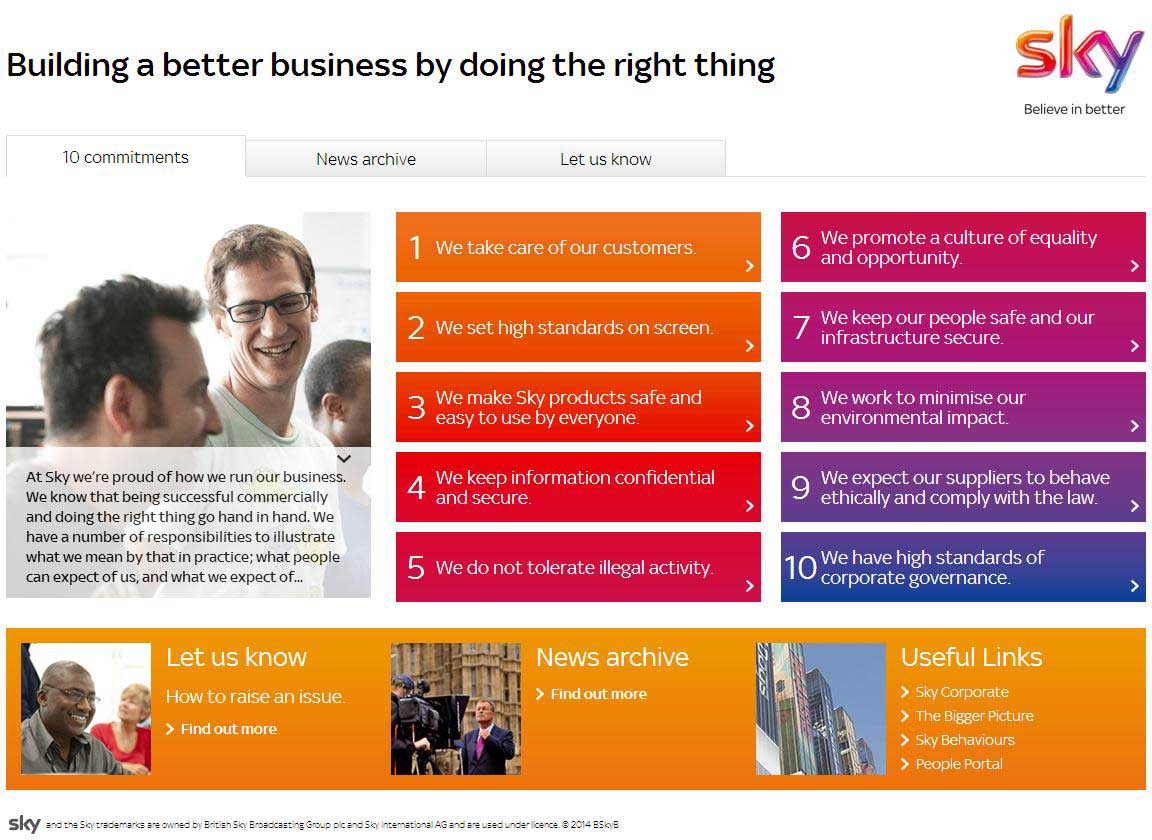 Building a better business by doing the right thing
sky
Believe in better
10 commitments
News archive
Let us know
At Sky we're proud of how we run our business.
We know that being successful commercially
and doing the right thing go hand in hand. We
have a number of responsibilities to illustrate
what we mean by that in practice; what people
can expect of us, and what we expect of...
1 We take care of our customers.
2 We set high standards on screen.
3 We make Sky products safe and
easy to use by everyone.
4 We keep information confidential
and secure.
5 We do not tolerate illegal activity.
6 We promote a culture of equality
and opportunity.
7 We keep our people safe and our
infrastructure secure.
8 We work to minimise our
environmental impact.
9 We expect our suppliers to behave
ethically and comply with the law.
10 We have high standards of
corporate governance.
Let us know
How to raise an issue.
Find out more
News archive
Find out more
Useful Links
Sky Corporate
The Bigger Picture
Sky Behaviours
People Portal
sky and the Sky trademarks are owned by British Sky Broadcasting Group plc and Sky International AG and are used under licence. © 2014 BSkyB